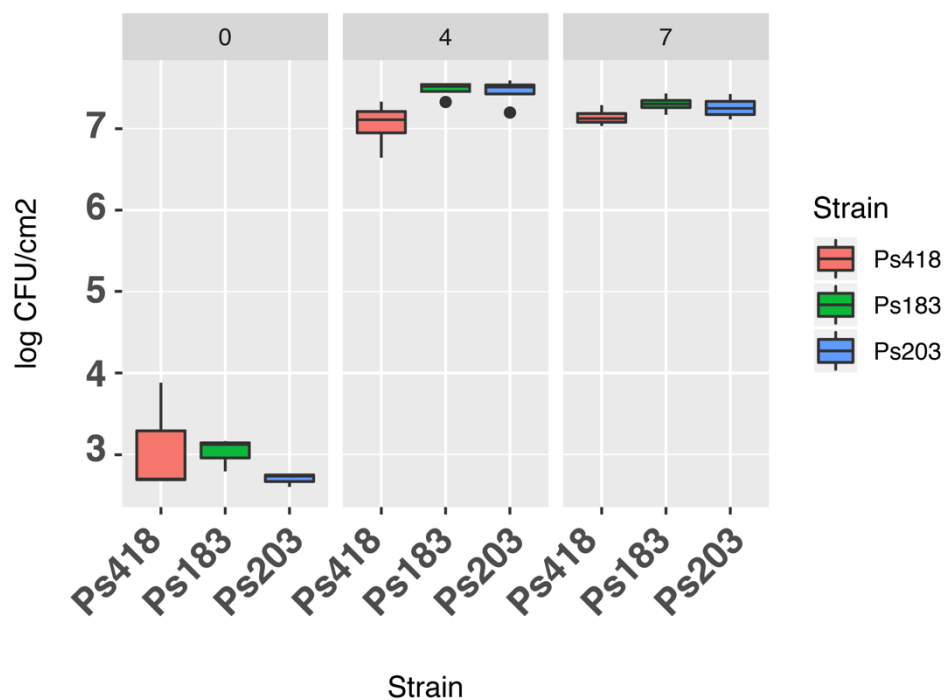 0 4 7
log CFU/cm2
7
6
5
4
3
Ps418 Ps183 Ps203 Ps418 Ps183 Ps203 Ps418 Ps183 Ps203
Strain
Strain
Ps418
Ps183
Ps203